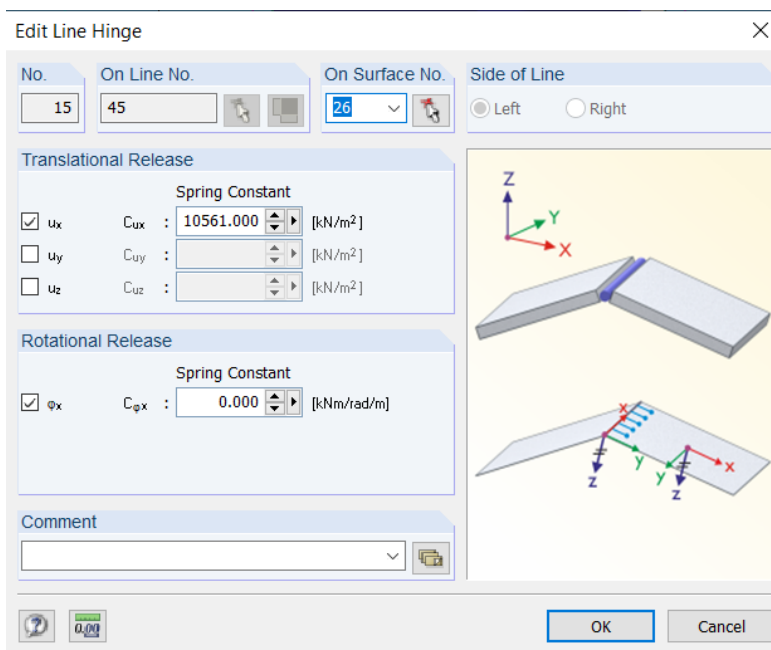 Edit Line Hinge
No. On Line No. On Surface No. Side of Line
15 45 26 Left Right
Translational Release
Spring Constant
ux Cux : 10561.000 [kN/m²]
uy Cuy : [kN/m²]
uz Cuz : [kN/m²]
Z
Y
X
Rotational Release
Spring Constant
φx Cφx : 0.000 [kNm/rad/m]
x
y
z
x
y
z
Comment
0.00
OK Cancel